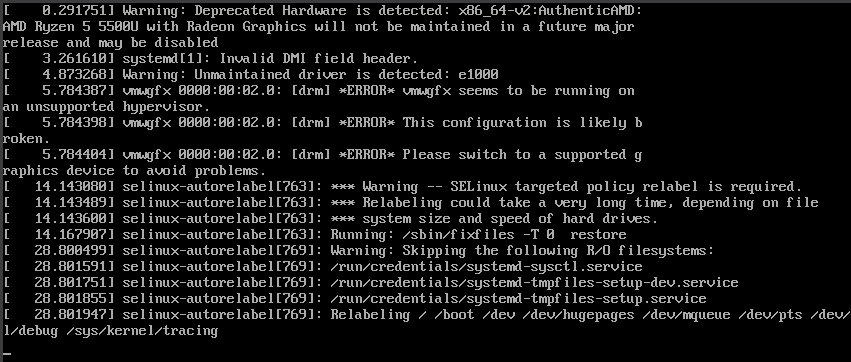 [    0.291751] Warning: Deprecated Hardware is detected: x86_64-v2:AuthenticAMD:
AMD Ryzen 5 5500U with Radeon Graphics will not be maintained in a future major
release and may be disabled
[    3.261610] systemd[1]: Invalid DMI field header.
[    4.873268] Warning: Unmaintained driver is detected: e1000
[    5.784387] vmwgfx 0000:00:02.0: [drm] *ERROR* vmwgfx seems to be running on
an unsupported hypervisor.
[    5.784398] vmwgfx 0000:00:02.0: [drm] *ERROR* This configuration is likely b
roken.
[    5.784404] vmwgfx 0000:00:02.0: [drm] *ERROR* Please switch to a supported g
raphics device to avoid problems.
[   14.143080] selinux-autorelabel[763]: *** Warning -- SELinux targeted policy relabel is required.
[   14.143489] selinux-autorelabel[763]: *** Relabeling could take a very long time, depending on file
[   14.143600] selinux-autorelabel[763]: *** system size and speed of hard drives.
[   14.167907] selinux-autorelabel[763]: Running: /sbin/fixfiles -T 0  restore
[   28.800499] selinux-autorelabel[769]: Warning: Skipping the following R/O filesystems:
[   28.801591] selinux-autorelabel[769]: /run/credentials/systemd-sysctl.service
[   28.801751] selinux-autorelabel[769]: /run/credentials/systemd-tmpfiles-setup-dev.service
[   28.801855] selinux-autorelabel[769]: /run/credentials/systemd-tmpfiles-setup.service
[   28.801947] selinux-autorelabel[769]: Relabeling / /boot /dev /dev/hugepages /dev/mqueue /dev/pts /dev/
l/debug /sys/kernel/tracing